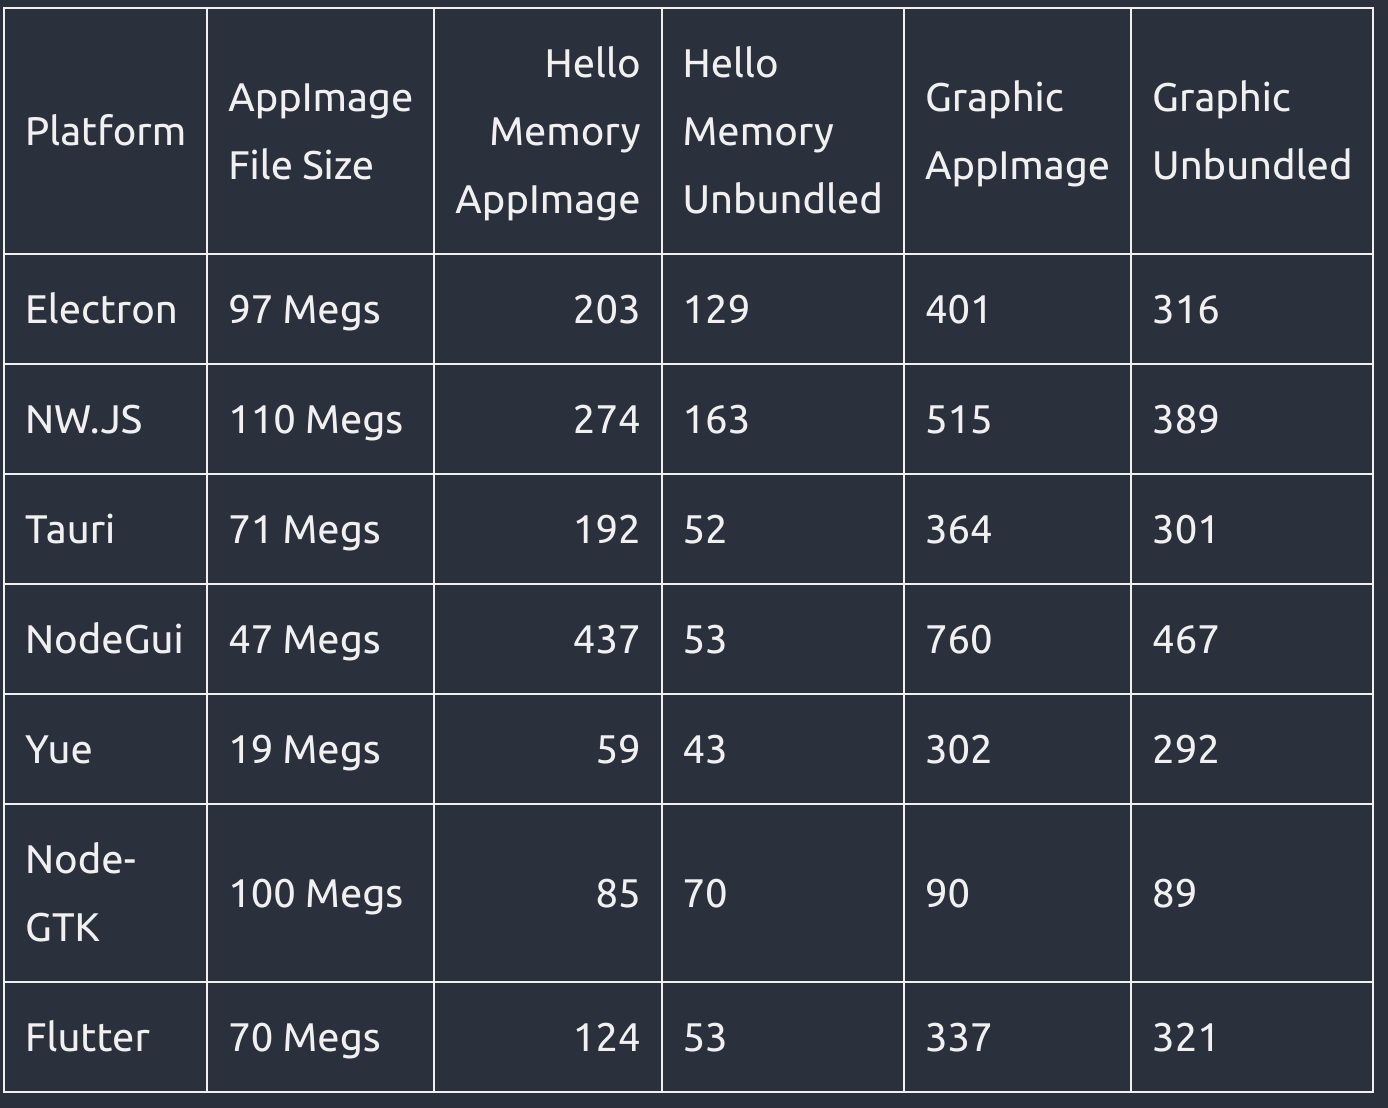 Platform
AppImage
File Size
Hello
Memory
AppImage
Hello
Memory
Unbundled
Graphic
AppImage
Graphic
Unbundled
Electron 97 Megs 203 129 401 316
NW.JS 110 Megs 274 163 515 389
Tauri 71 Megs 192 52 364 301
NodeGui 47 Megs 437 53 760 467
Yue 19 Megs 59 43 302 292
Node-
GTK
100 Megs 85 70 90 89
Flutter 70 Megs 124 53 337 321